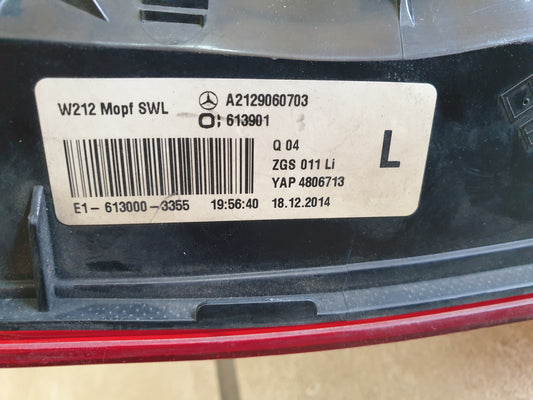 W212 Mopf SWL
A2129060703
O: 613901
Q 04
ZGS 011 Li
YAP 4806713
L
E1- 613000-3355 19:56:40 18.12.2014